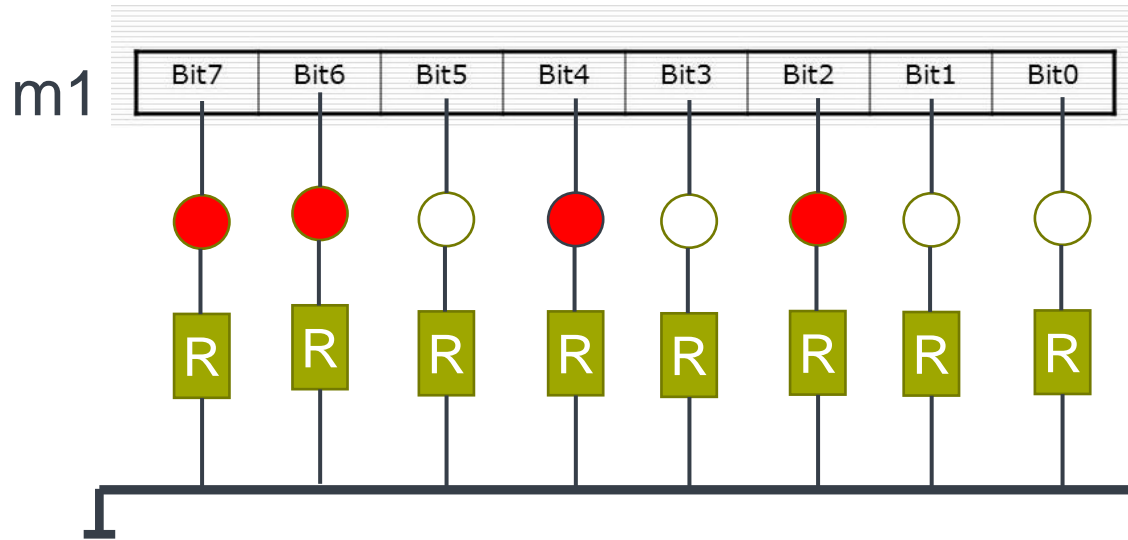 m1
Bit7 Bit6 Bit5 Bit4 Bit3 Bit2 Bit1 Bit0
R R R R R R R R